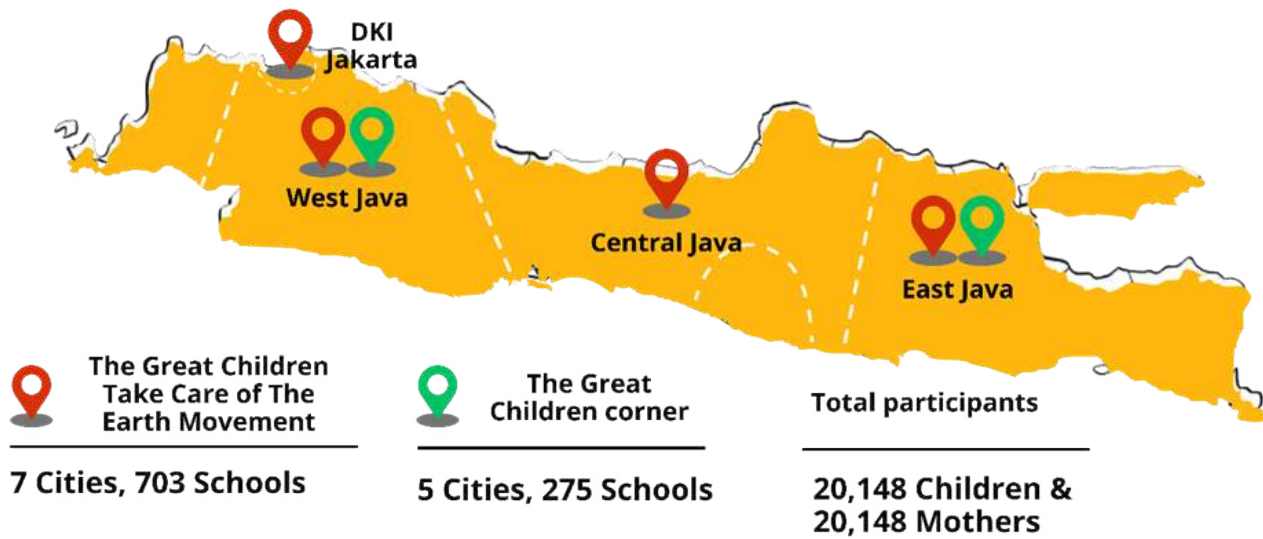 DKI
Jakarta
West Java
Central Java
East Java
The Great Children
Take Care of The
Earth Movement
7 Cities, 703 Schools
The Great
Children corner
5 Cities, 275 Schools
Total participants
20,148 Children &
20,148 Mothers